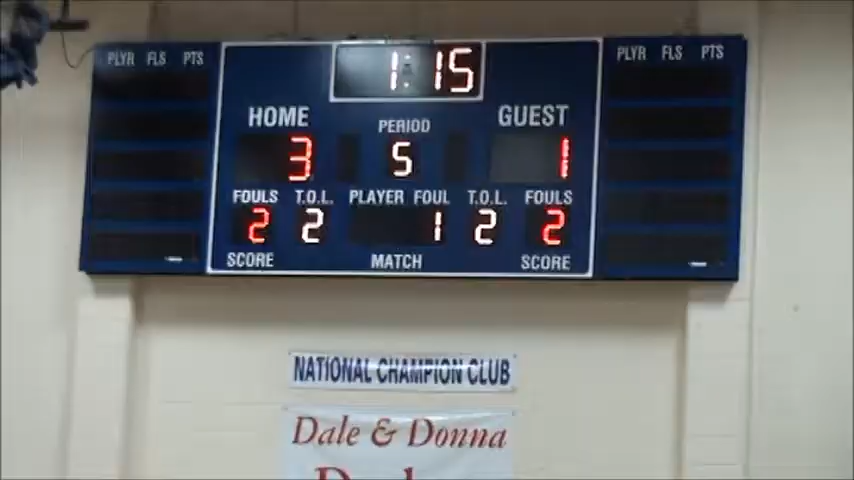 PLYR FLS PTS 1:15 PLYR FLS PTS
HOME PERIOD GUEST
3 5 1
FOULS T.O.L. PLAYER FOUL T.O.L. FOULS
2 2 1 2 2
SCORE MATCH SCORE
NATIONAL CHAMPION CLUB
Dale & Donna